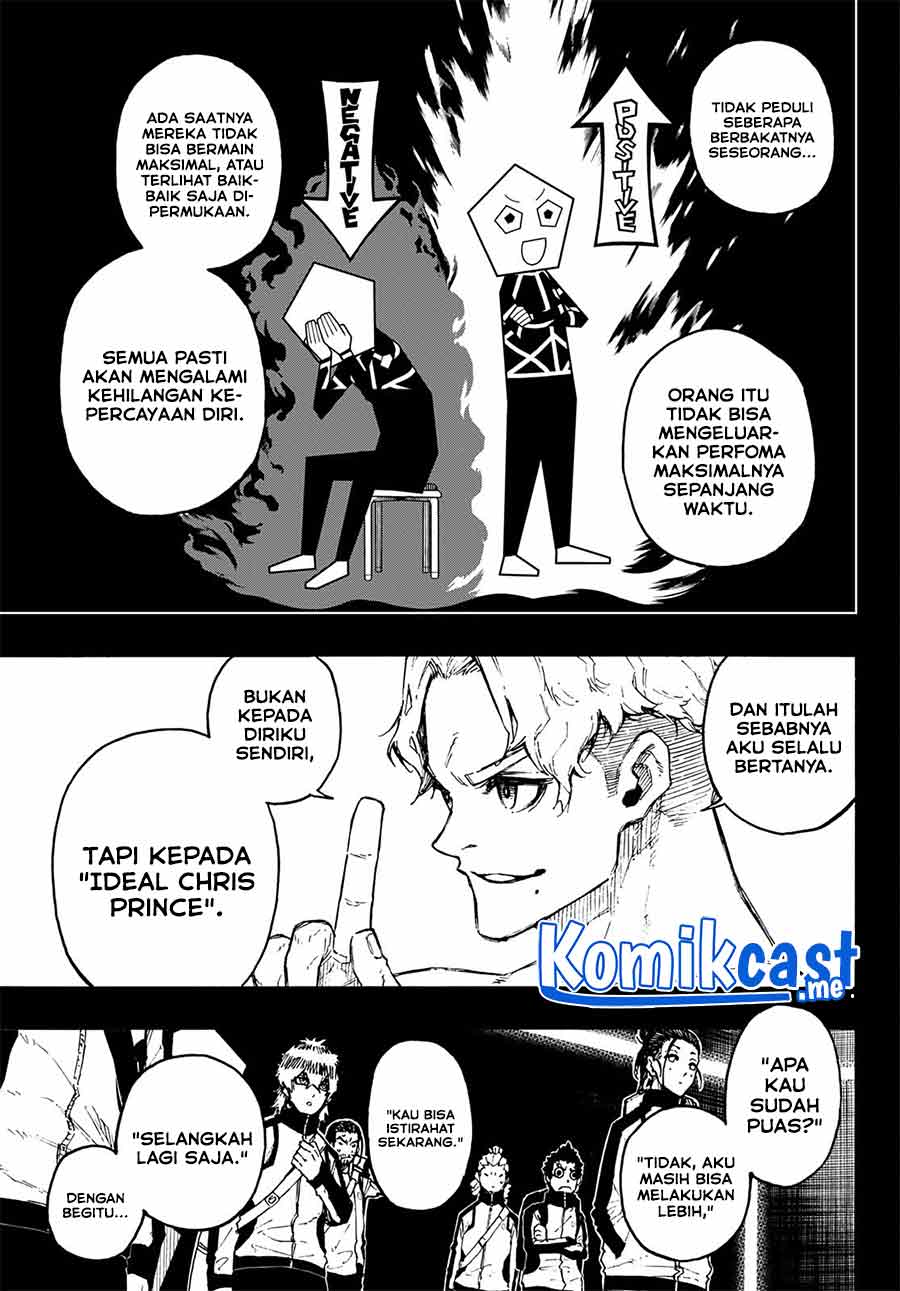 TIDAK PEDULI
SEBERAPA
BERBAKATNYA
SESEORANG...
POSITIVE
ORANG ITU
TIDAK BISA
MENGELUAR-
KAN PERFOMA
MAKSIMALNYA
SEPANJANG
WAKTU.
NEGATIVE
ADA SAATNYA
MEREKA TIDAK
BISA BERMAIN
MAKSIMAL, ATAU
TERLIHAT BAIK-
BAIK SAJA DI-
PERMUKAAN.
SEMUA PASTI
AKAN MENGALAMI
KEHILANGAN KE-
PERCAYAAN DIRI.
DAN ITULAH
SEBABNYA
AKU SELALU
BERTANYA.
BUKAN
KEPADA
DIRIKU
SENDIRI,
TAPI KEPADA
"IDEAL CHRIS
PRINCE".
Komikcast
.me
"APA
KAU
SUDAH
PUAS?"
"TIDAK, AKU
MASIH BISA
MELAKUKAN
LEBIH,"
"KAU BISA
ISTIRAHAT
SEKARANG."
"SELANGKAH
LAGI SAJA."
DENGAN
BEGITU...